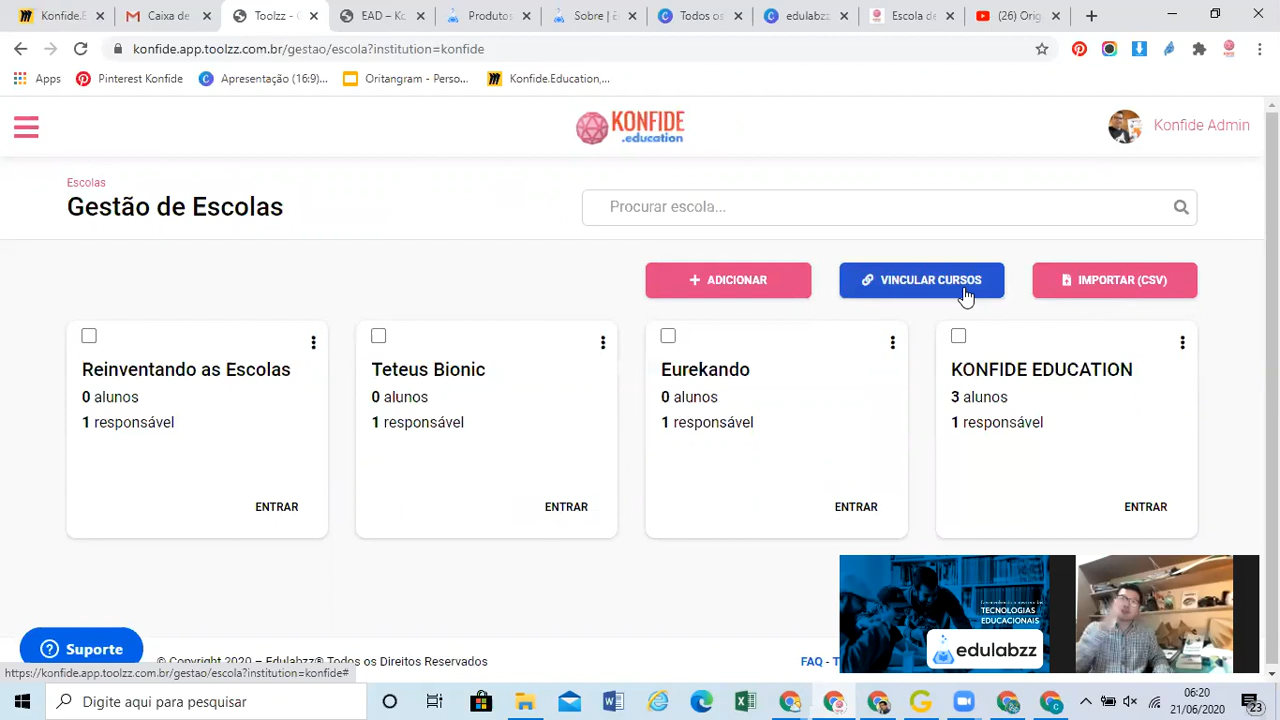 Konfide.E
Caixa de
Toolzz - 
EAD – Ko
Produtos
Sobre | e
Todos o
edulabzz
Escola de
(26) Orig
konfide.app.toolzz.com.br/gestao/escola?institution=konfide
Apps
Pinterest Konfide
Apresentação (16:9)...
Oritangram - Perso...
Konfide.Education,...
KONFIDE
.education
Konfide Admin
Escolas
Gestão de Escolas
Procurar escola...
ADICIONAR
VINCULAR CURSOS
IMPORTAR (CSV)
Reinventando as Escolas
0 alunos
1 responsável
ENTRAR
Teteus Bionic
0 alunos
1 responsável
ENTRAR
Eurekando
0 alunos
1 responsável
ENTRAR
KONFIDE EDUCATION
3 alunos
1 responsável
ENTRAR
TECNOLOGIAS
EDUCACIONAIS
edulabzz
Suporte
© Copyright 2020 – Edulabzz® Todos os Direitos Reservados
FAQ - T
https://konfide.app.toolzz.com.br/gestao/escola?institution=konfide#
Digite aqui para pesquisar
06:20
21/06/2020
23